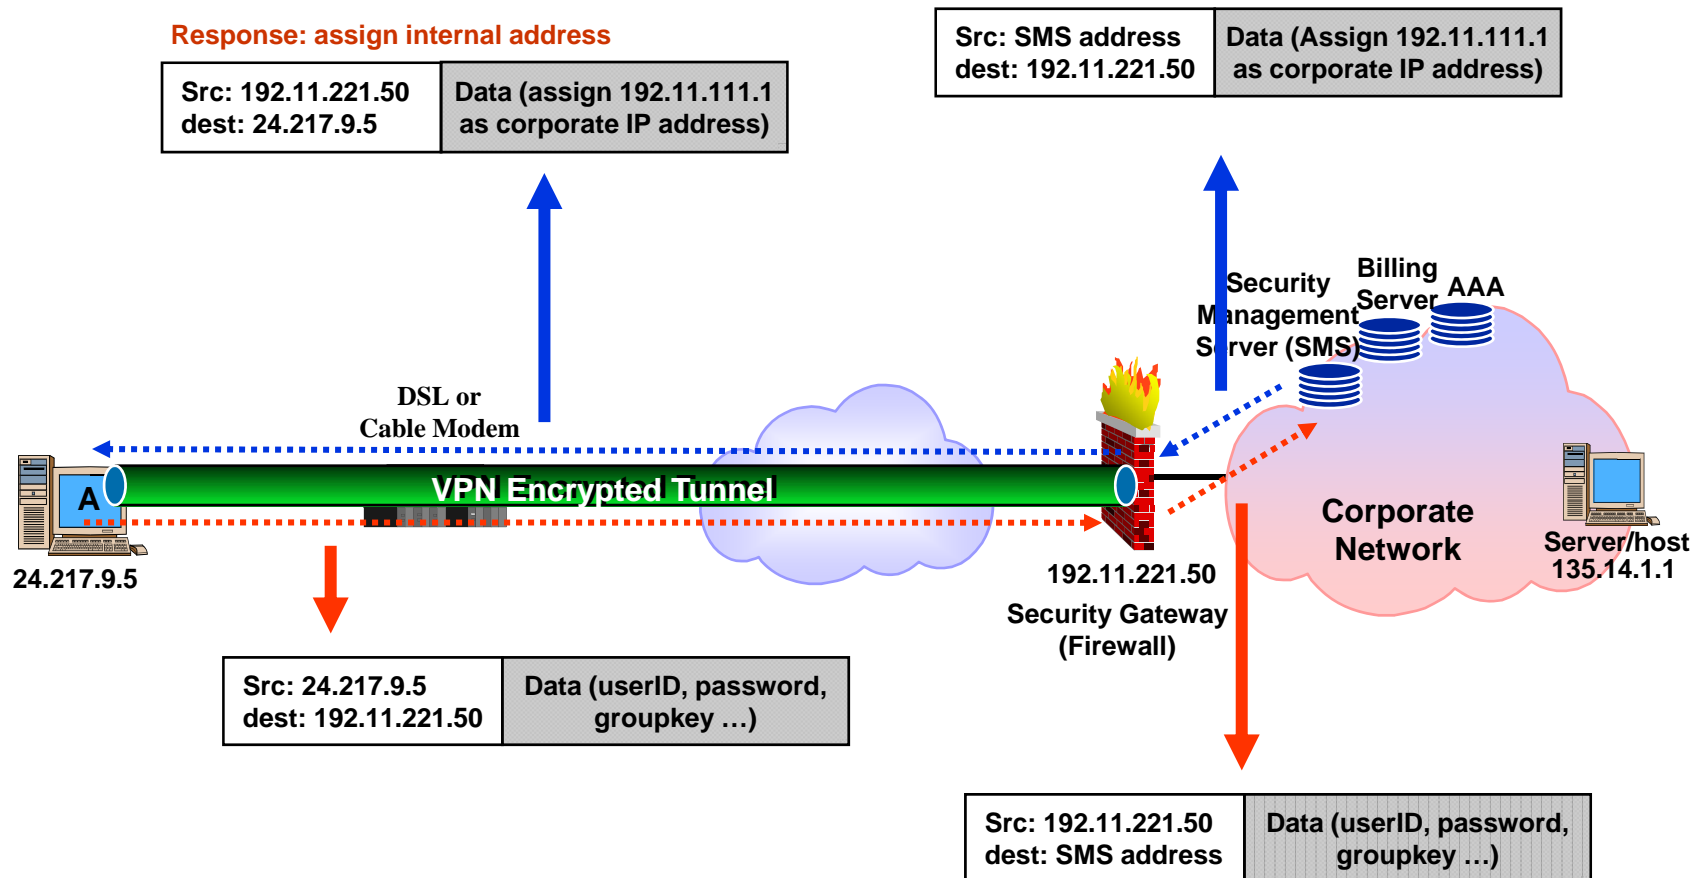 Response: assign internal address
Src: 192.11.221.50
dest: 24.217.9.5
Data (assign 192.11.111.1
as corporate IP address)
Src: SMS address
dest: 192.11.221.50
Data (Assign 192.11.111.1
as corporate IP address)
Security
Management
Server (SMS)
Billing
Server
AAA
DSL or
Cable Modem
A
VPN Encrypted Tunnel
24.217.9.5
192.11.221.50
Security Gateway
(Firewall)
Corporate
Network
Server/host
135.14.1.1
Src: 24.217.9.5
dest: 192.11.221.50
Data (userID, password,
groupkey …)
Src: 192.11.221.50
dest: SMS address
Data (userID, password,
groupkey …)